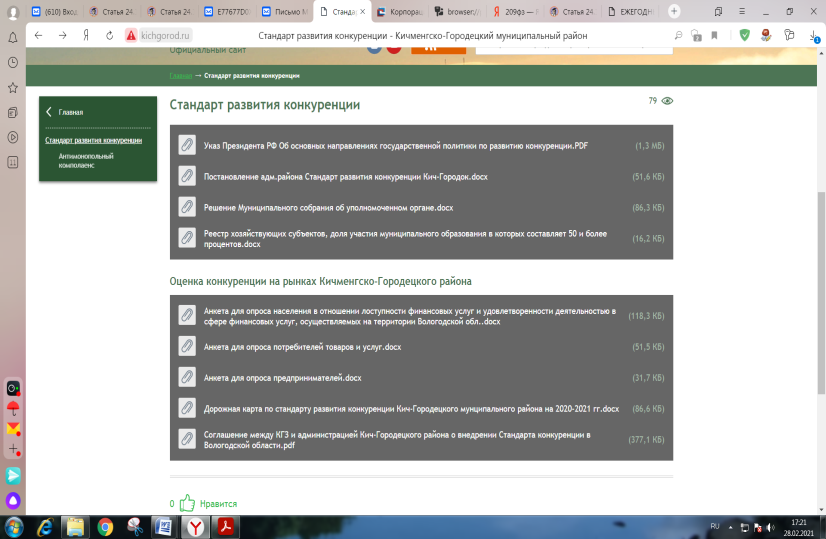 (610) Вход
Статья 24
Статья 24
E77677D0
Письмо М
Станда
Корпорац
browser://
209фз —
Статья 24
ЕЖЕГОДН
kichgorod.ru
Стандарт развития конкуренции - Кичменгско-Городецкий муниципальный район
Официальный сайт
Главная → Стандарт развития конкуренции
Главная
Стандарт развития конкуренции
Антимонопольный
комплаенс
Стандарт развития конкуренции
79
Указ Президента РФ Об основных направлениях государственной политики по развитию конкуренции.PDF (1,3 МБ)
Постановление адм.района Стандарт развития конкуренции Кич-Городок.docx (51,6 КБ)
Решение Муниципального собрания об уполномоченном органе.docx (86,3 КБ)
Реестр хозяйствующих субъектов, доля участия муниципального образования в которых составляет 50 и более
процентов.docx (16,2 КБ)
Оценка конкуренции на рынках Кичменгско-Городецкого района
Анкета для опроса населения в отношении лоступности финансовых услуг и удовлетворенности деятельностью в
сфере финансовых услуг, осуществляемых на территории Вологодской обл..docx (118,3 КБ)
Анкета для опроса потребителей товаров и услуг.docx (51,5 КБ)
Анкета для опроса предпринимателей.docx (31,7 КБ)
Дорожная карта по стандарту развития конкуренции Кич-Городецкого мунципального района на 2020-2021 гг.docx (86,6 КБ)
Соглашение между КГЗ и администрацией Кич-Городецкого района о внедрении Стандарта конкуренции в
Вологодской области.pdf (377,1 КБ)
0 Нравится
RU
17:21
28.02.2021